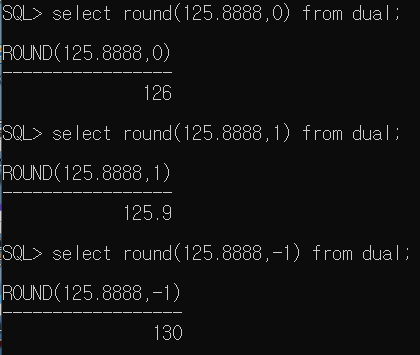 SQL> select round(125.8888,0) from dual;
ROUND(125.8888,0)
-----------------
126
SQL> select round(125.8888,1) from dual;
ROUND(125.8888,1)
-----------------
125.9
SQL> select round(125.8888,-1) from dual;
ROUND(125.8888,-1)
------------------
130